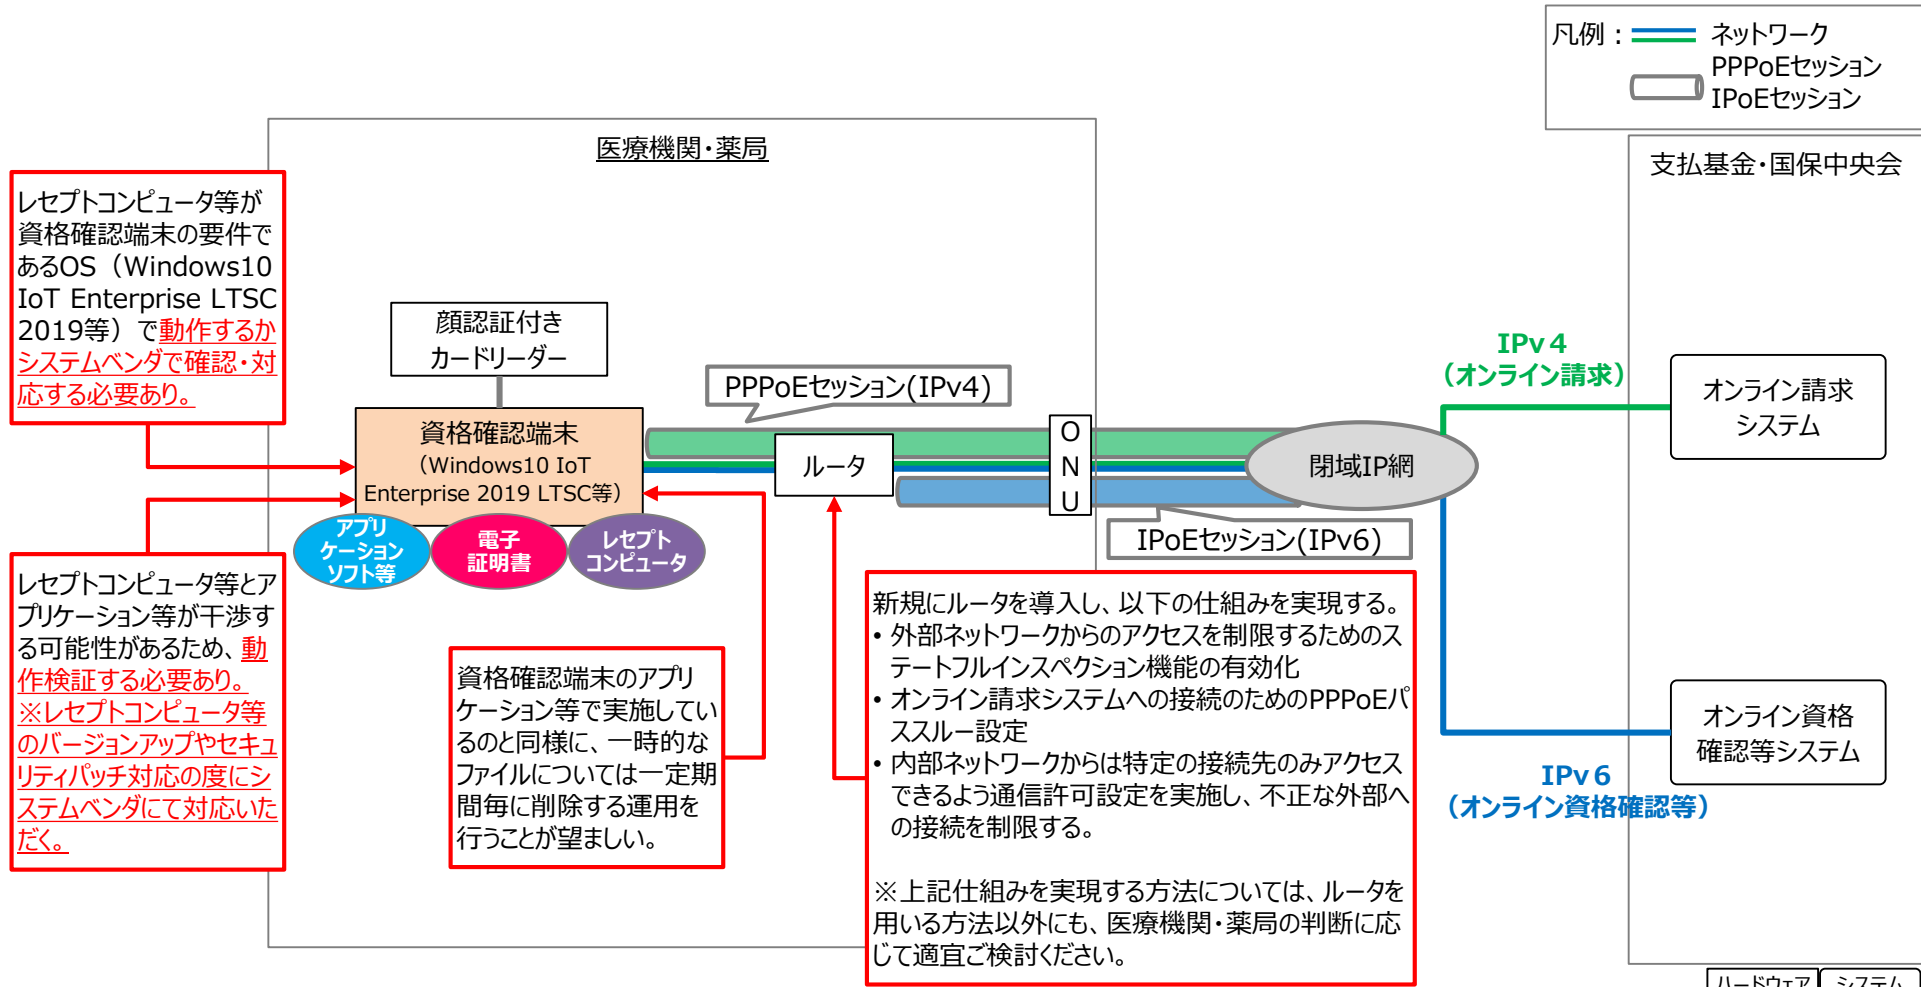 凡例：
ネットワーク
PPPoEセッション
IPoEセッション
医療機関・薬局
支払基金・国保中央会
レセプトコンピュータ等が
資格確認端末の要件で
あるOS（Windows10
IoT Enterprise LTSC
2019等）で動作するか
システムベンダで確認・対
応する必要あり。
顔認証付き
カードリーダー
PPPoEセッション(IPv4)
IPv４
（オンライン請求）
オンライン請求
システム
資格確認端末
（Windows10 IoT
Enterprise 2019 LTSC等）
ルータ
O
N
U
閉域IP網
アプリ
ケーション
ソフト等
電子
証明書
レセプト
コンピュータ
IPoEセッション(IPv6)
レセプトコンピュータ等とア
プリケーション等が干渉す
る可能性があるため、動
作検証する必要あり。
※レセプトコンピュータ等
のバージョンアップやセキュ
リティパッチ対応の度にシ
ステムベンダにて対応いた
だく。
資格確認端末のアプリ
ケーション等で実施してい
るのと同様に、一時的な
ファイルについては一定期
間毎に削除する運用を
行うことが望ましい。
新規にルータを導入し、以下の仕組みを実現する。
• 外部ネットワークからのアクセスを制限するためのス
テートフルインスペクション機能の有効化
• オンライン請求システムへの接続のためのPPPoEパ
ススルー設定
• 内部ネットワークからは特定の接続先のみアクセス
できるよう通信許可設定を実施し、不正な外部へ
の接続を制限する。
※上記仕組みを実現する方法については、ルータを
用いる方法以外にも、医療機関・薬局の判断に応
じて適宜ご検討ください。
オンライン資格
確認等システム
IPv６
（オンライン資格確認等）
ハードウェア
システム